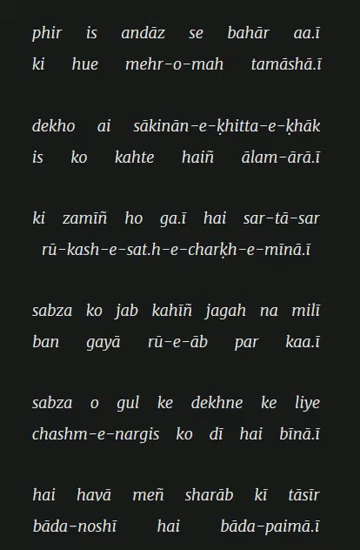 phir is andāz se bahār aa.ī
ki hue mehr-o-mah tamāshā.ī
dekho ai sākinān-e-ḳhitta-e-ḳhāk
is ko kahte haiñ ālam-ārā.ī
ki zamīñ ho ga.ī hai sar-tā-sar
rū-kash-e-sat.h-e-charḳh-e-mīnā.ī
sabza ko jab kahīñ jagah na milī
ban gayā rū-e-āb par kaa.ī
sabza o gul ke dekhne ke liye
chashm-e-nargis ko dī hai bīnā.ī
hai havā meñ sharāb kī tāsīr
bāda-noshī hai bāda-paimā.ī